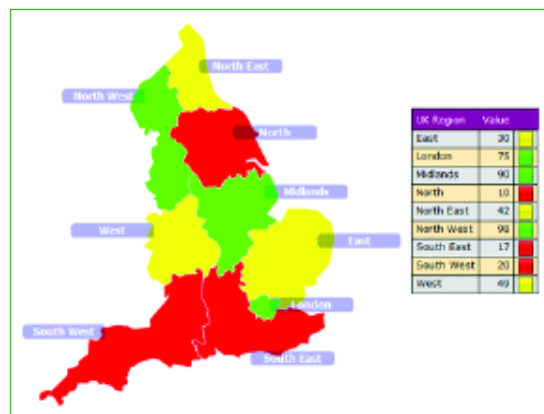 North East
North West
North
Midlands
West
East
London
South West
South East
UK Region Value
East 30
London 75
Midlands 90
North 10
North East 42
North West 98
South East 17
South West 20
West 49